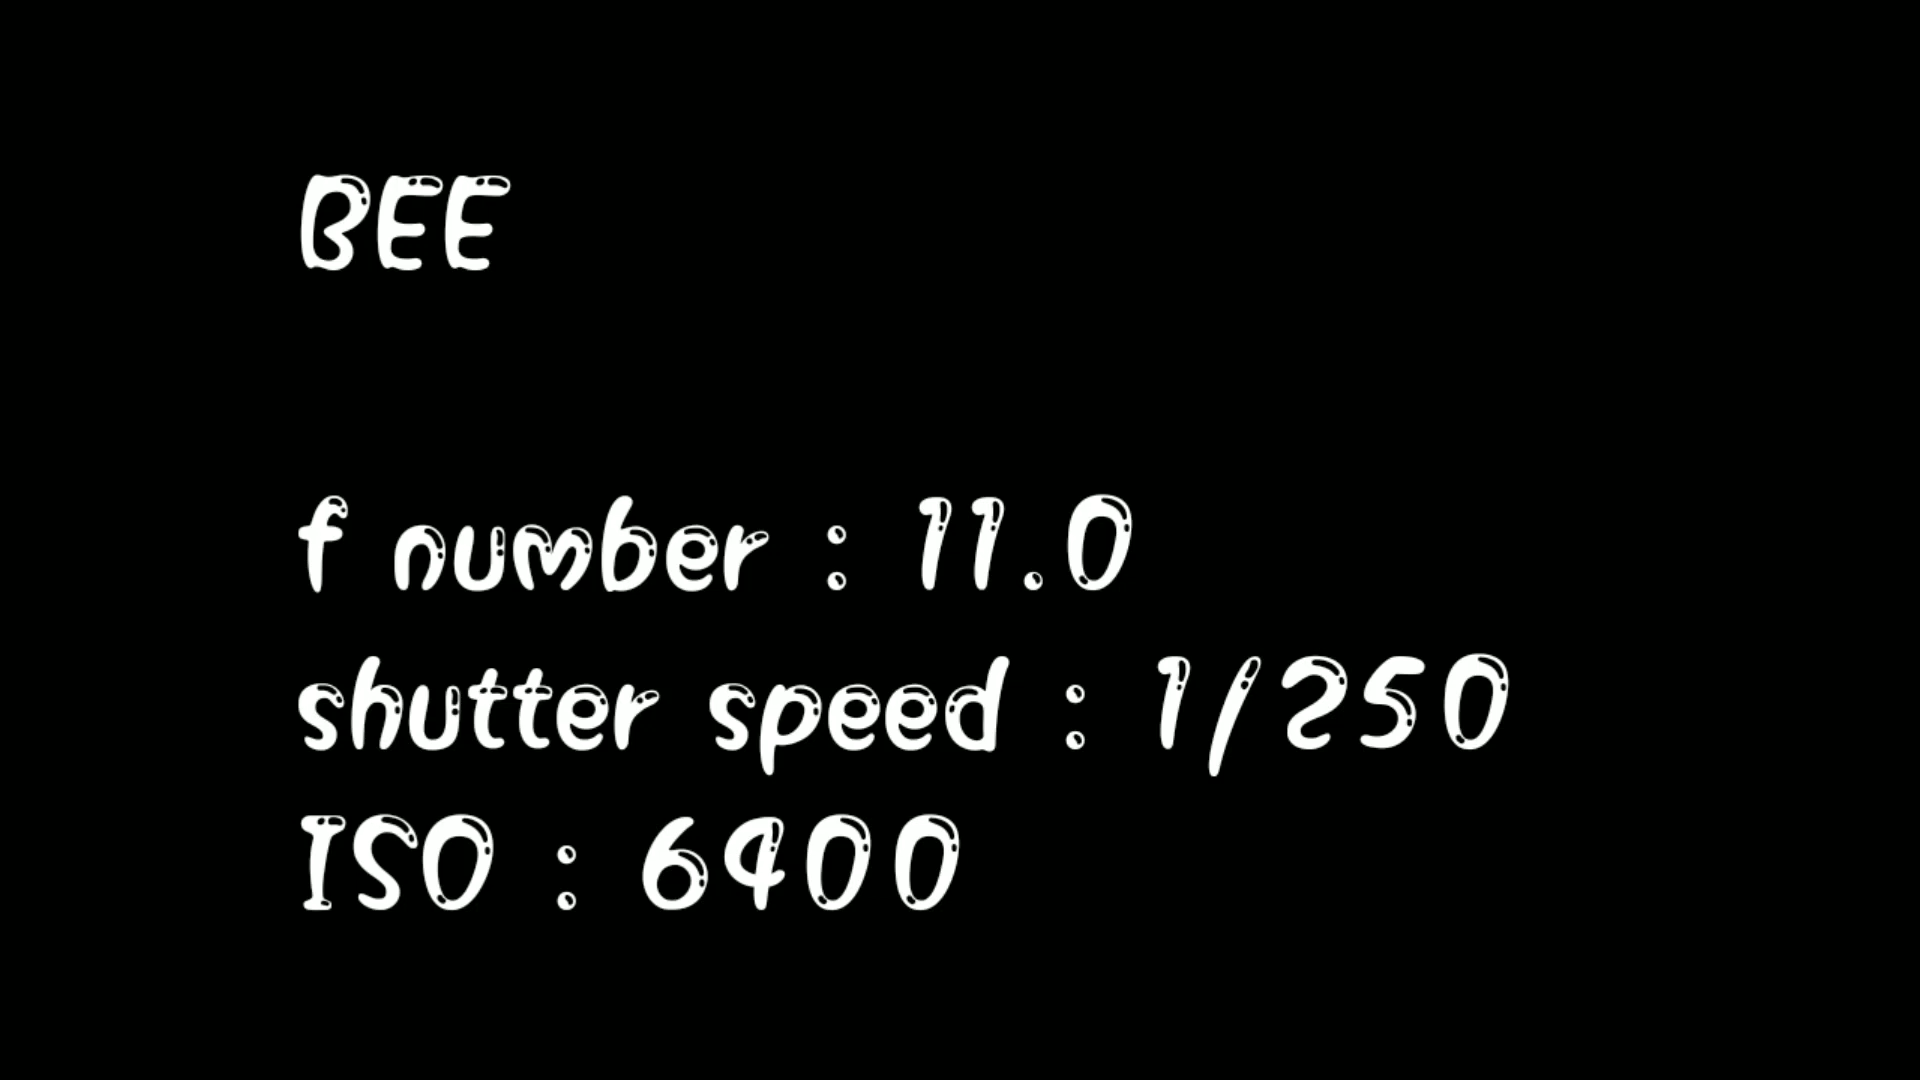 BEE
f number : 11.0
shutter speed : 1/250
ISO : 6400